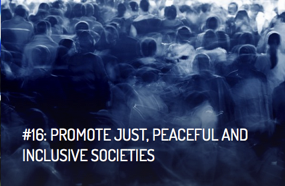 #16: PROMOTE JUST, PEACEFUL AND
INCLUSIVE SOCIETIES